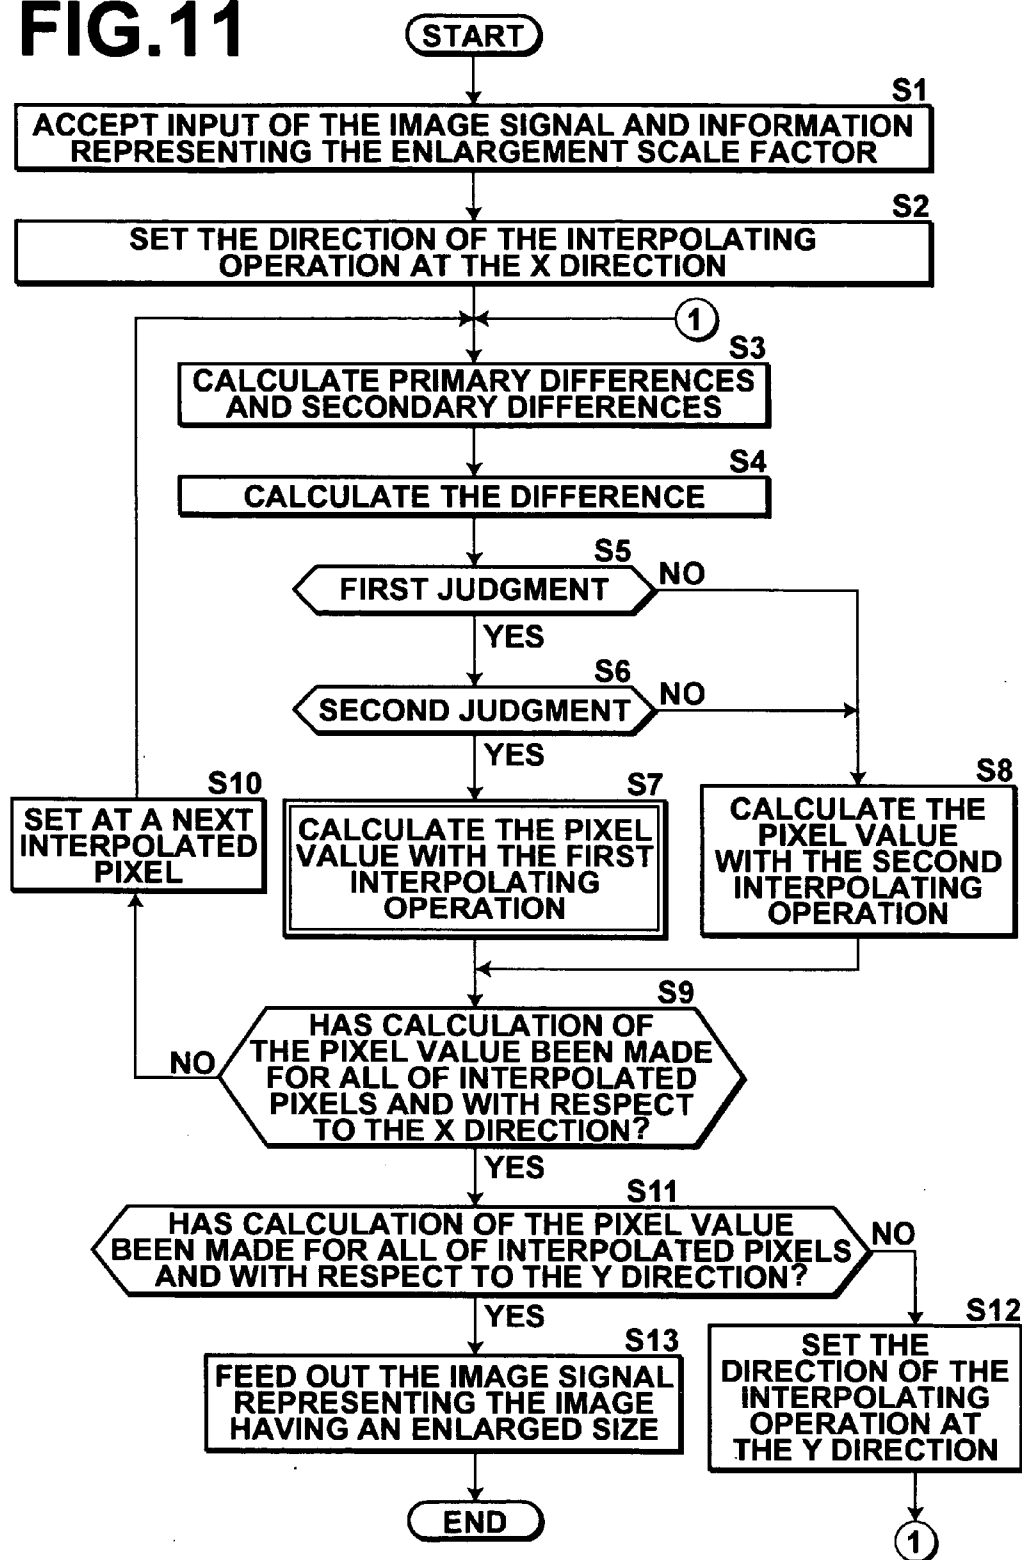 FIG.11
START
S1
ACCEPT INPUT OF THE IMAGE SIGNAL AND INFORMATION
REPRESENTING THE ENLARGEMENT SCALE FACTOR
S2
SET THE DIRECTION OF THE INTERPOLATING
OPERATION AT THE X DIRECTION
1
S3
CALCULATE PRIMARY DIFFERENCES
AND SECONDARY DIFFERENCES
S4
CALCULATE THE DIFFERENCE
S5
FIRST JUDGMENT
NO
YES
S6
SECOND JUDGMENT
NO
YES
S10
SET AT A NEXT
INTERPOLATED
PIXEL
S7
CALCULATE THE PIXEL
VALUE WITH THE FIRST
INTERPOLATING
OPERATION
S8
CALCULATE THE
PIXEL VALUE
WITH THE SECOND
INTERPOLATING
OPERATION
S9
HAS CALCULATION OF
THE PIXEL VALUE BEEN MADE
FOR ALL OF INTERPOLATED
PIXELS AND WITH RESPECT
TO THE X DIRECTION?
NO
YES
S11
HAS CALCULATION OF THE PIXEL VALUE
BEEN MADE FOR ALL OF INTERPOLATED PIXELS
AND WITH RESPECT TO THE Y DIRECTION?
NO
YES
S12
SET THE
DIRECTION OF THE
INTERPOLATING
OPERATION AT
THE Y DIRECTION
S13
FEED OUT THE IMAGE SIGNAL
REPRESENTING THE IMAGE
HAVING AN ENLARGED SIZE
END
1